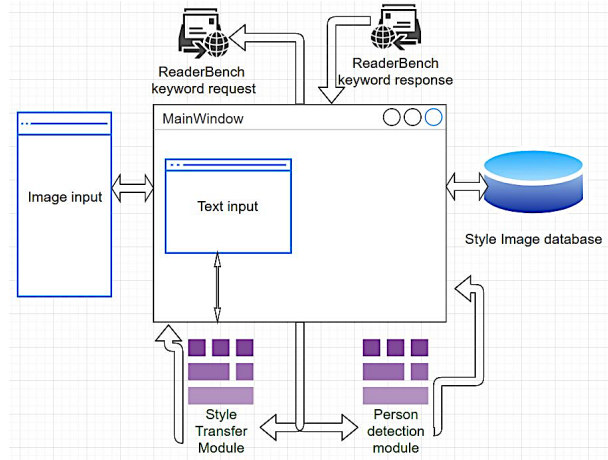 ReaderBench
keyword request
ReaderBench
keyword response
MainWindow
Image input
Text input
Style Image database
Style
Transfer
Module
Person
detection
module